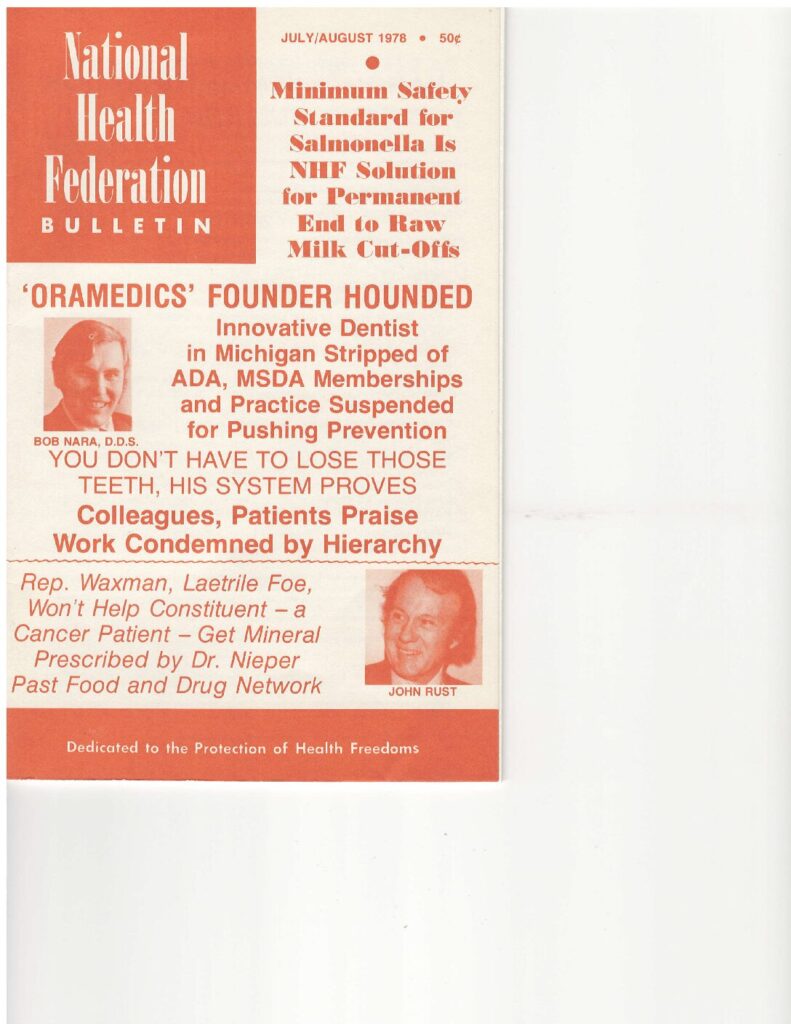 National
Health
Federation
BULLETIN
JULY/AUGUST 1978 • 50¢
Minimum Safety
Standard for
Salmonella Is
NHF Solution
for Permanent
End to Raw
Milk Cut-Offs
'ORAMEDICS' FOUNDER HOUNDED
Innovative Dentist
in Michigan Stripped of
ADA, MSDA Memberships
and Practice Suspended
for Pushing Prevention
BOB NARA, D.D.S.
YOU DON'T HAVE TO LOSE THOSE
TEETH, HIS SYSTEM PROVES
Colleagues, Patients Praise
Work Condemned by Hierarchy
Rep. Waxman, Laetrile Foe,
Won't Help Constituent – a
Cancer Patient – Get Mineral
Prescribed by Dr. Nieper
Past Food and Drug Network
JOHN RUST
Dedicated to the Protection of Health Freedoms